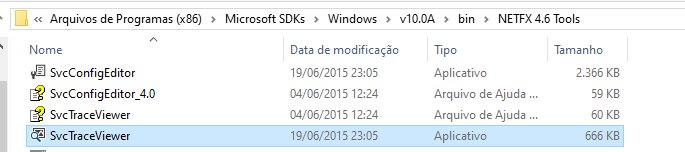 « Arquivos de Programas (x86) > Microsoft SDKs > Windows > v10.0A > bin > NETFX 4.6 Tools
Nome Data de modificação Tipo Tamanho
SvcConfigEditor 19/06/2015 23:05 Aplicativo 2.366 KB
SvcConfigEditor_4.0 04/06/2015 12:24 Arquivo de Ajuda ... 59 KB
SvcTraceViewer 04/06/2015 12:24 Arquivo de Ajuda ... 60 KB
SvcTraceViewer 19/06/2015 23:05 Aplicativo 666 KB